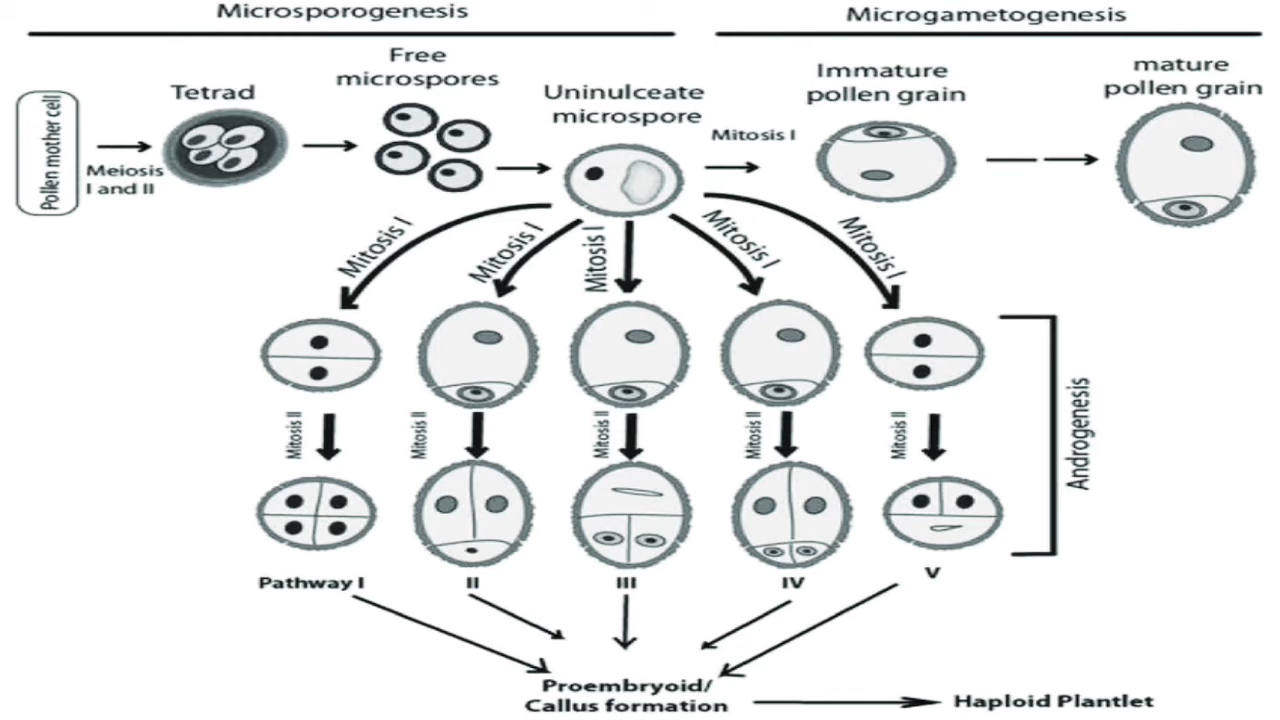 Microsporogenesis
Microgametogenesis
Pollen mother cell
Meiosis
I and II
Tetrad
Free
microspores
Uninulceate
microspore
Mitosis I
Immature
pollen grain
mature
pollen grain
Mitosis I
Mitosis I
Mitosis I
Mitosis I
Mitosis I
Mitosis II
Mitosis II
Mitosis II
Mitosis II
Mitosis II
Androgenesis
Pathway I
II
III
IV
V
Proembryoid/
Callus formation
Haploid Plantlet